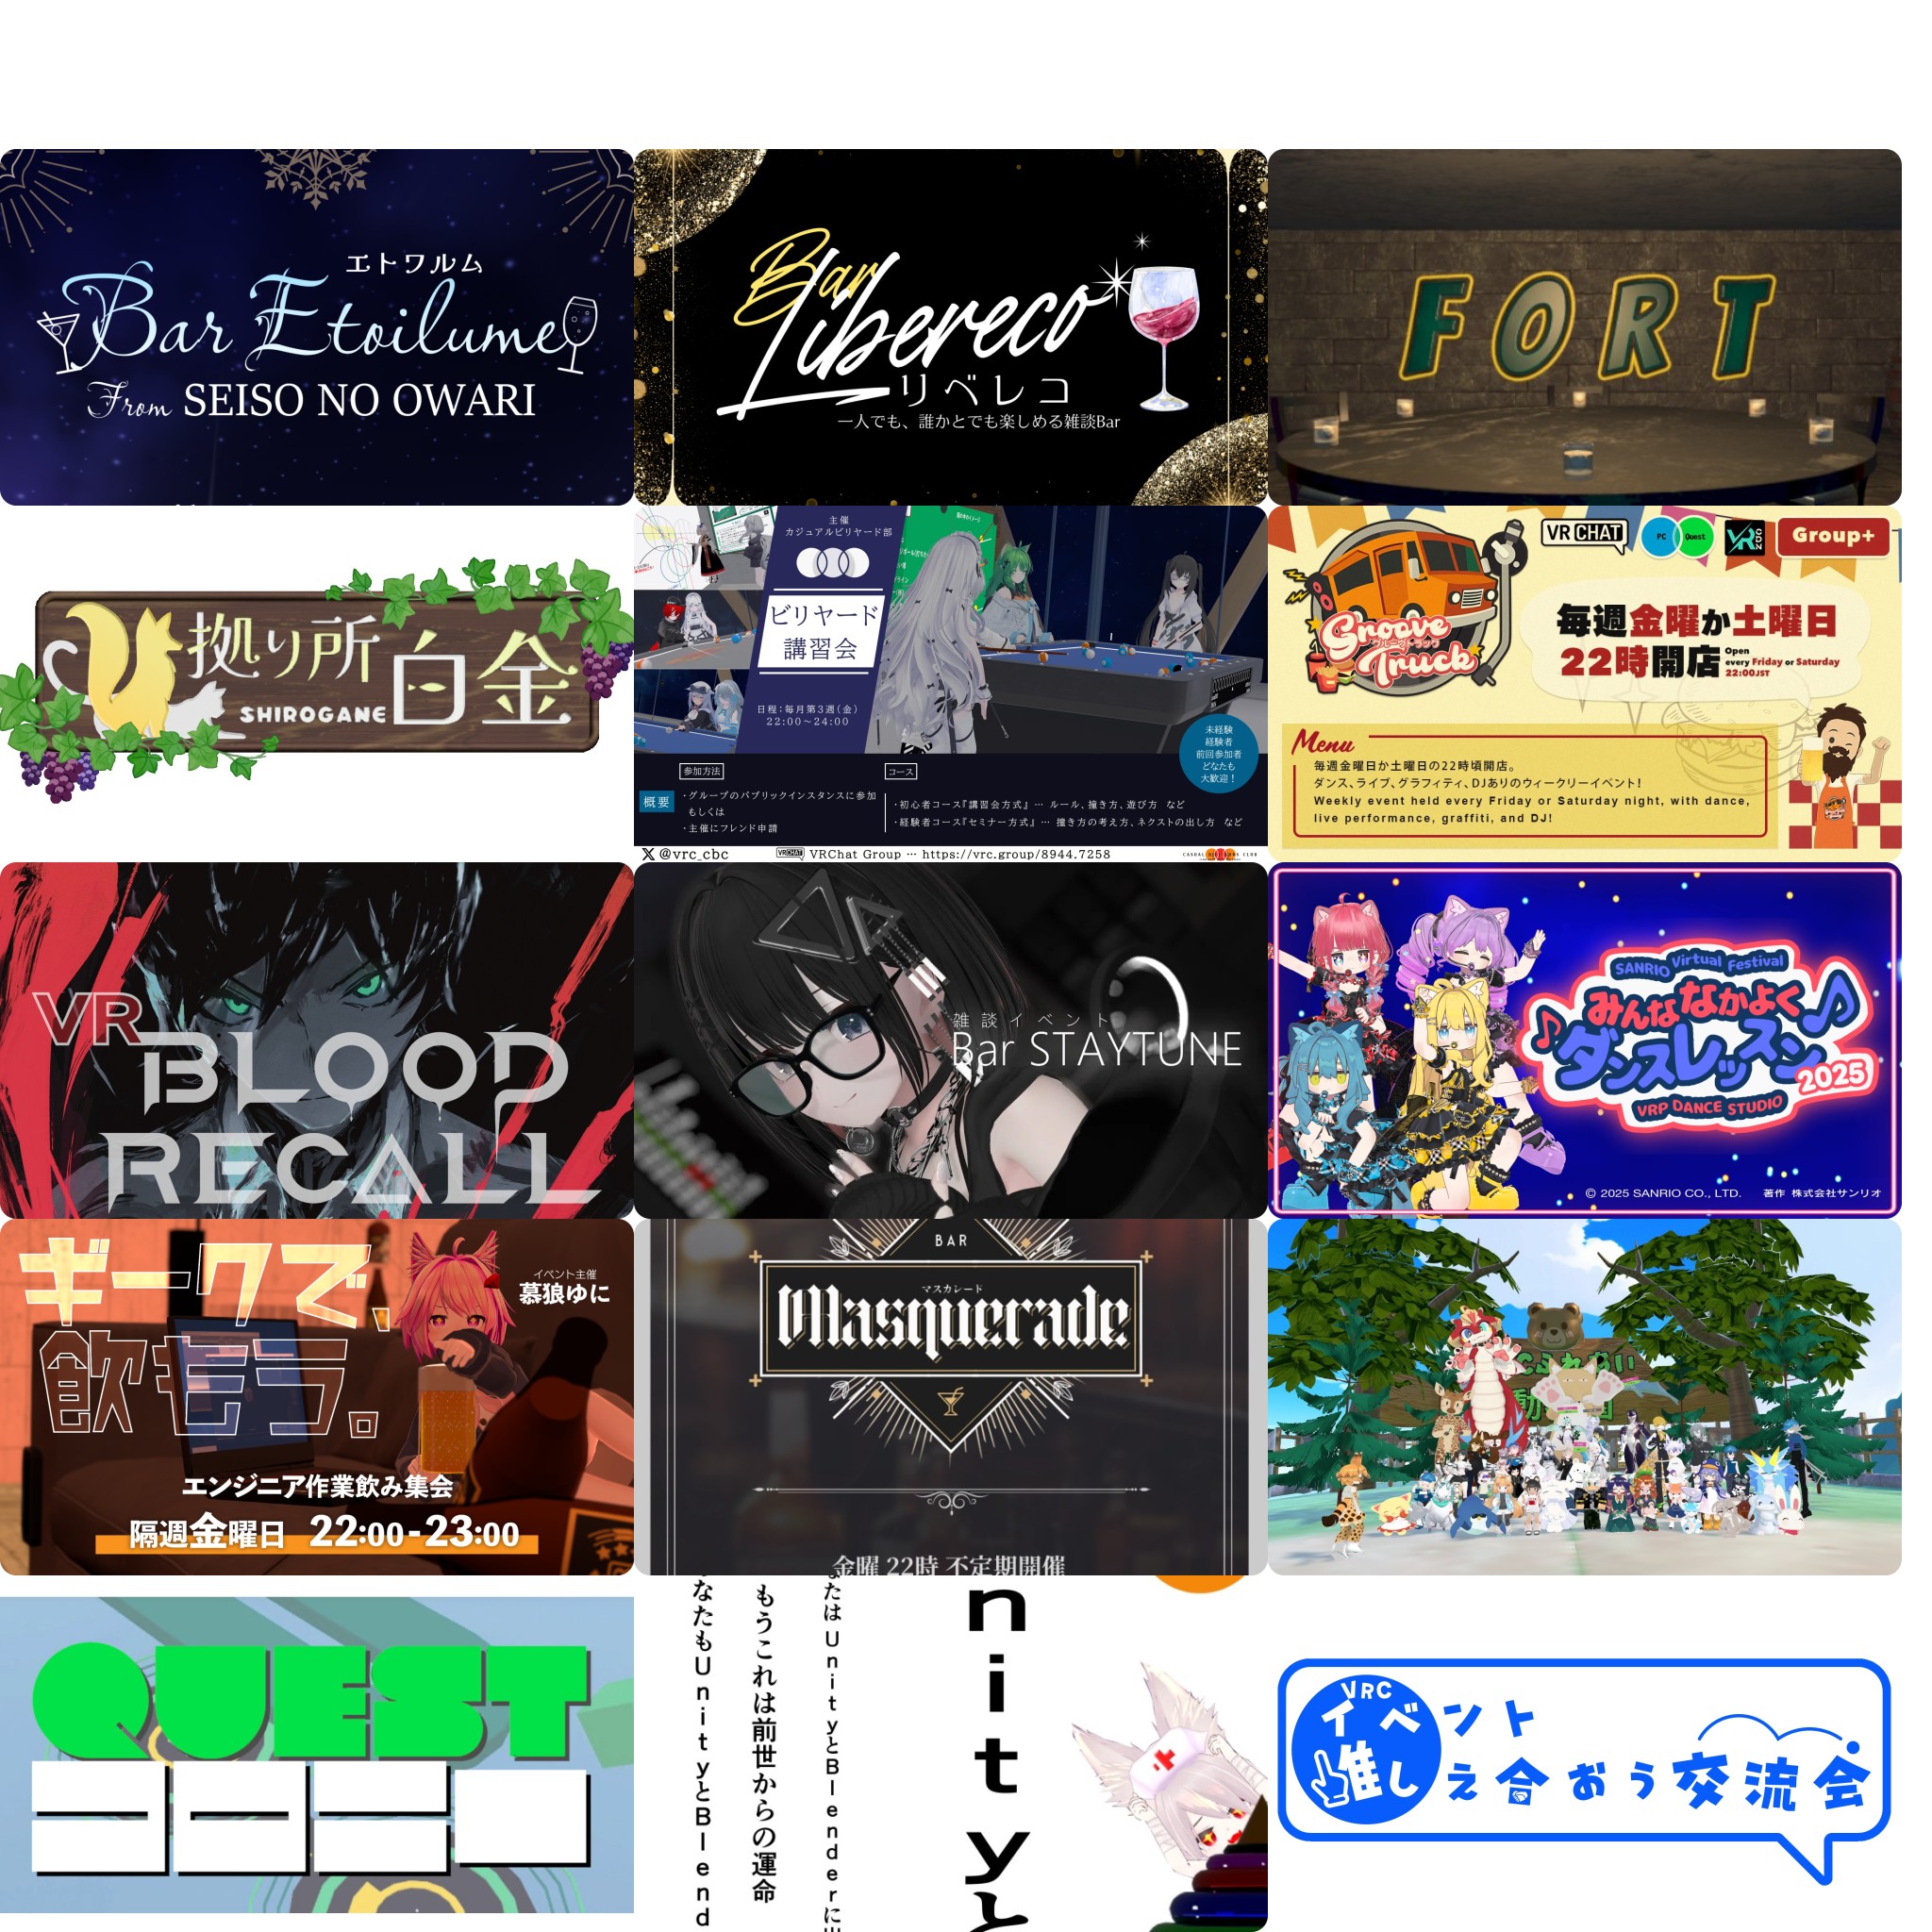 エトワルム
Bar Etoilume
From SEISO NO OWARI
Bar
Libereco
リベレコ
一人でも、誰かとでも楽しめる雑談Bar
FORT
拠り所
白金
SHIROGANE
主催
カジュアルビリヤード部
ビリヤード
講習会
日程:毎月第3週(金)
22:00~24:00
未経験
経験者
前回参加者
どなたも
大歓迎!
概要
参加方法
・グループのパブリックインスタンスに参加
もしくは
・主催にフレンド申請
コース
・初心者コース『講習会方式』… ルール、撞き方、遊び方 など
・経験者コース『セミナー方式』… 撞き方の考え方、ネクストの出し方 など
X @vrc_cbc
VRCHAT VRChat Group … https://vrc.group/8944.7258
VRCHAT
PC Quest
VR ZOO
Group+
Groove
グルーヴトラック
Truck
毎週金曜か土曜日
22時開店
Open
every Friday or Saturday
22:00JST
Menu
毎週金曜日か土曜日の22時頃開店。
ダンス、ライブ、グラフィティ、DJありのウィークリーイベント!
Weekly event held every Friday or Saturday night, with dance,
live performance, graffiti, and DJ!
VR
BLOOD
RECALL
雑談イベント
Bar STAYTUNE
SANRIO Virtual Festival
みんななかよく
ダンスレッスン
2025
VRP DANCE STUDIO
© 2025 SANRIO CO., LTD. 著作 株式会社サンリオ
ギークで、
飲もう。
イベント主催
慕狼ゆに
エンジニア作業飲み集会
隔週金曜日 22:00-23:00
BAR
マスカレード
Masquerade
金曜 22時 不定期開催
QUEST
コロニー
nityと
たは UnityとBlenderに
もうこれは前世からの運命
なたもUnityとBlend
VRC
イベント
推し え合おう交流会